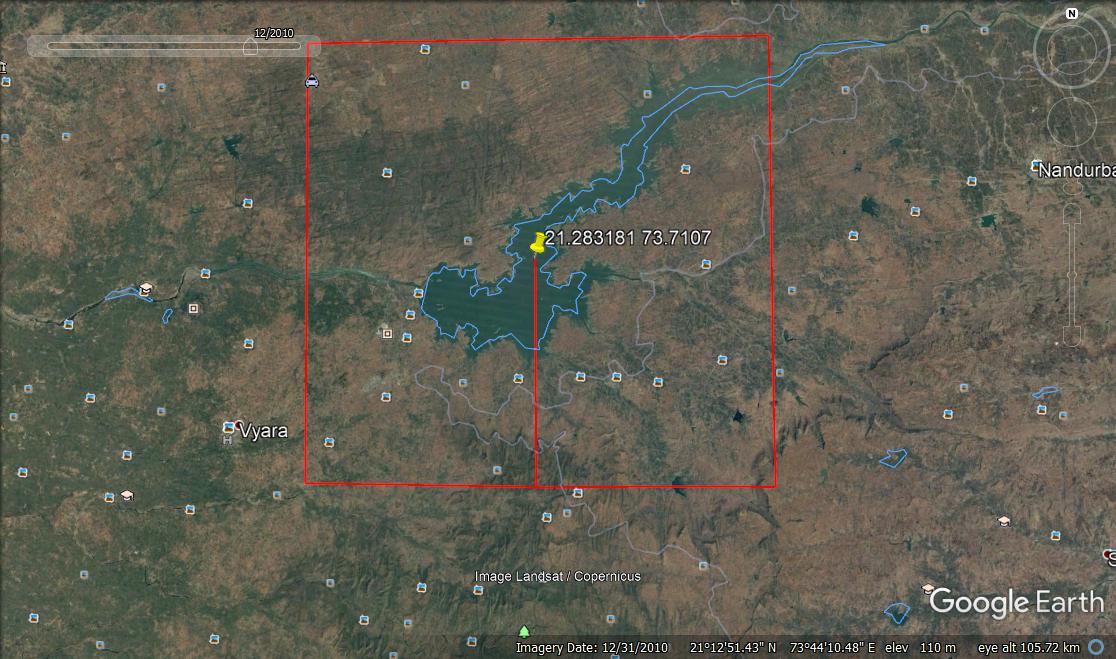 12/2010
N
Nandurba
21.283181 73.7107
Vyara
H
S
Image Landsat / Copernicus
Google Earth
Imagery Date: 12/31/2010 21°12'51.43" N 73°44'10.48" E elev 110 m eye alt 105.72 km